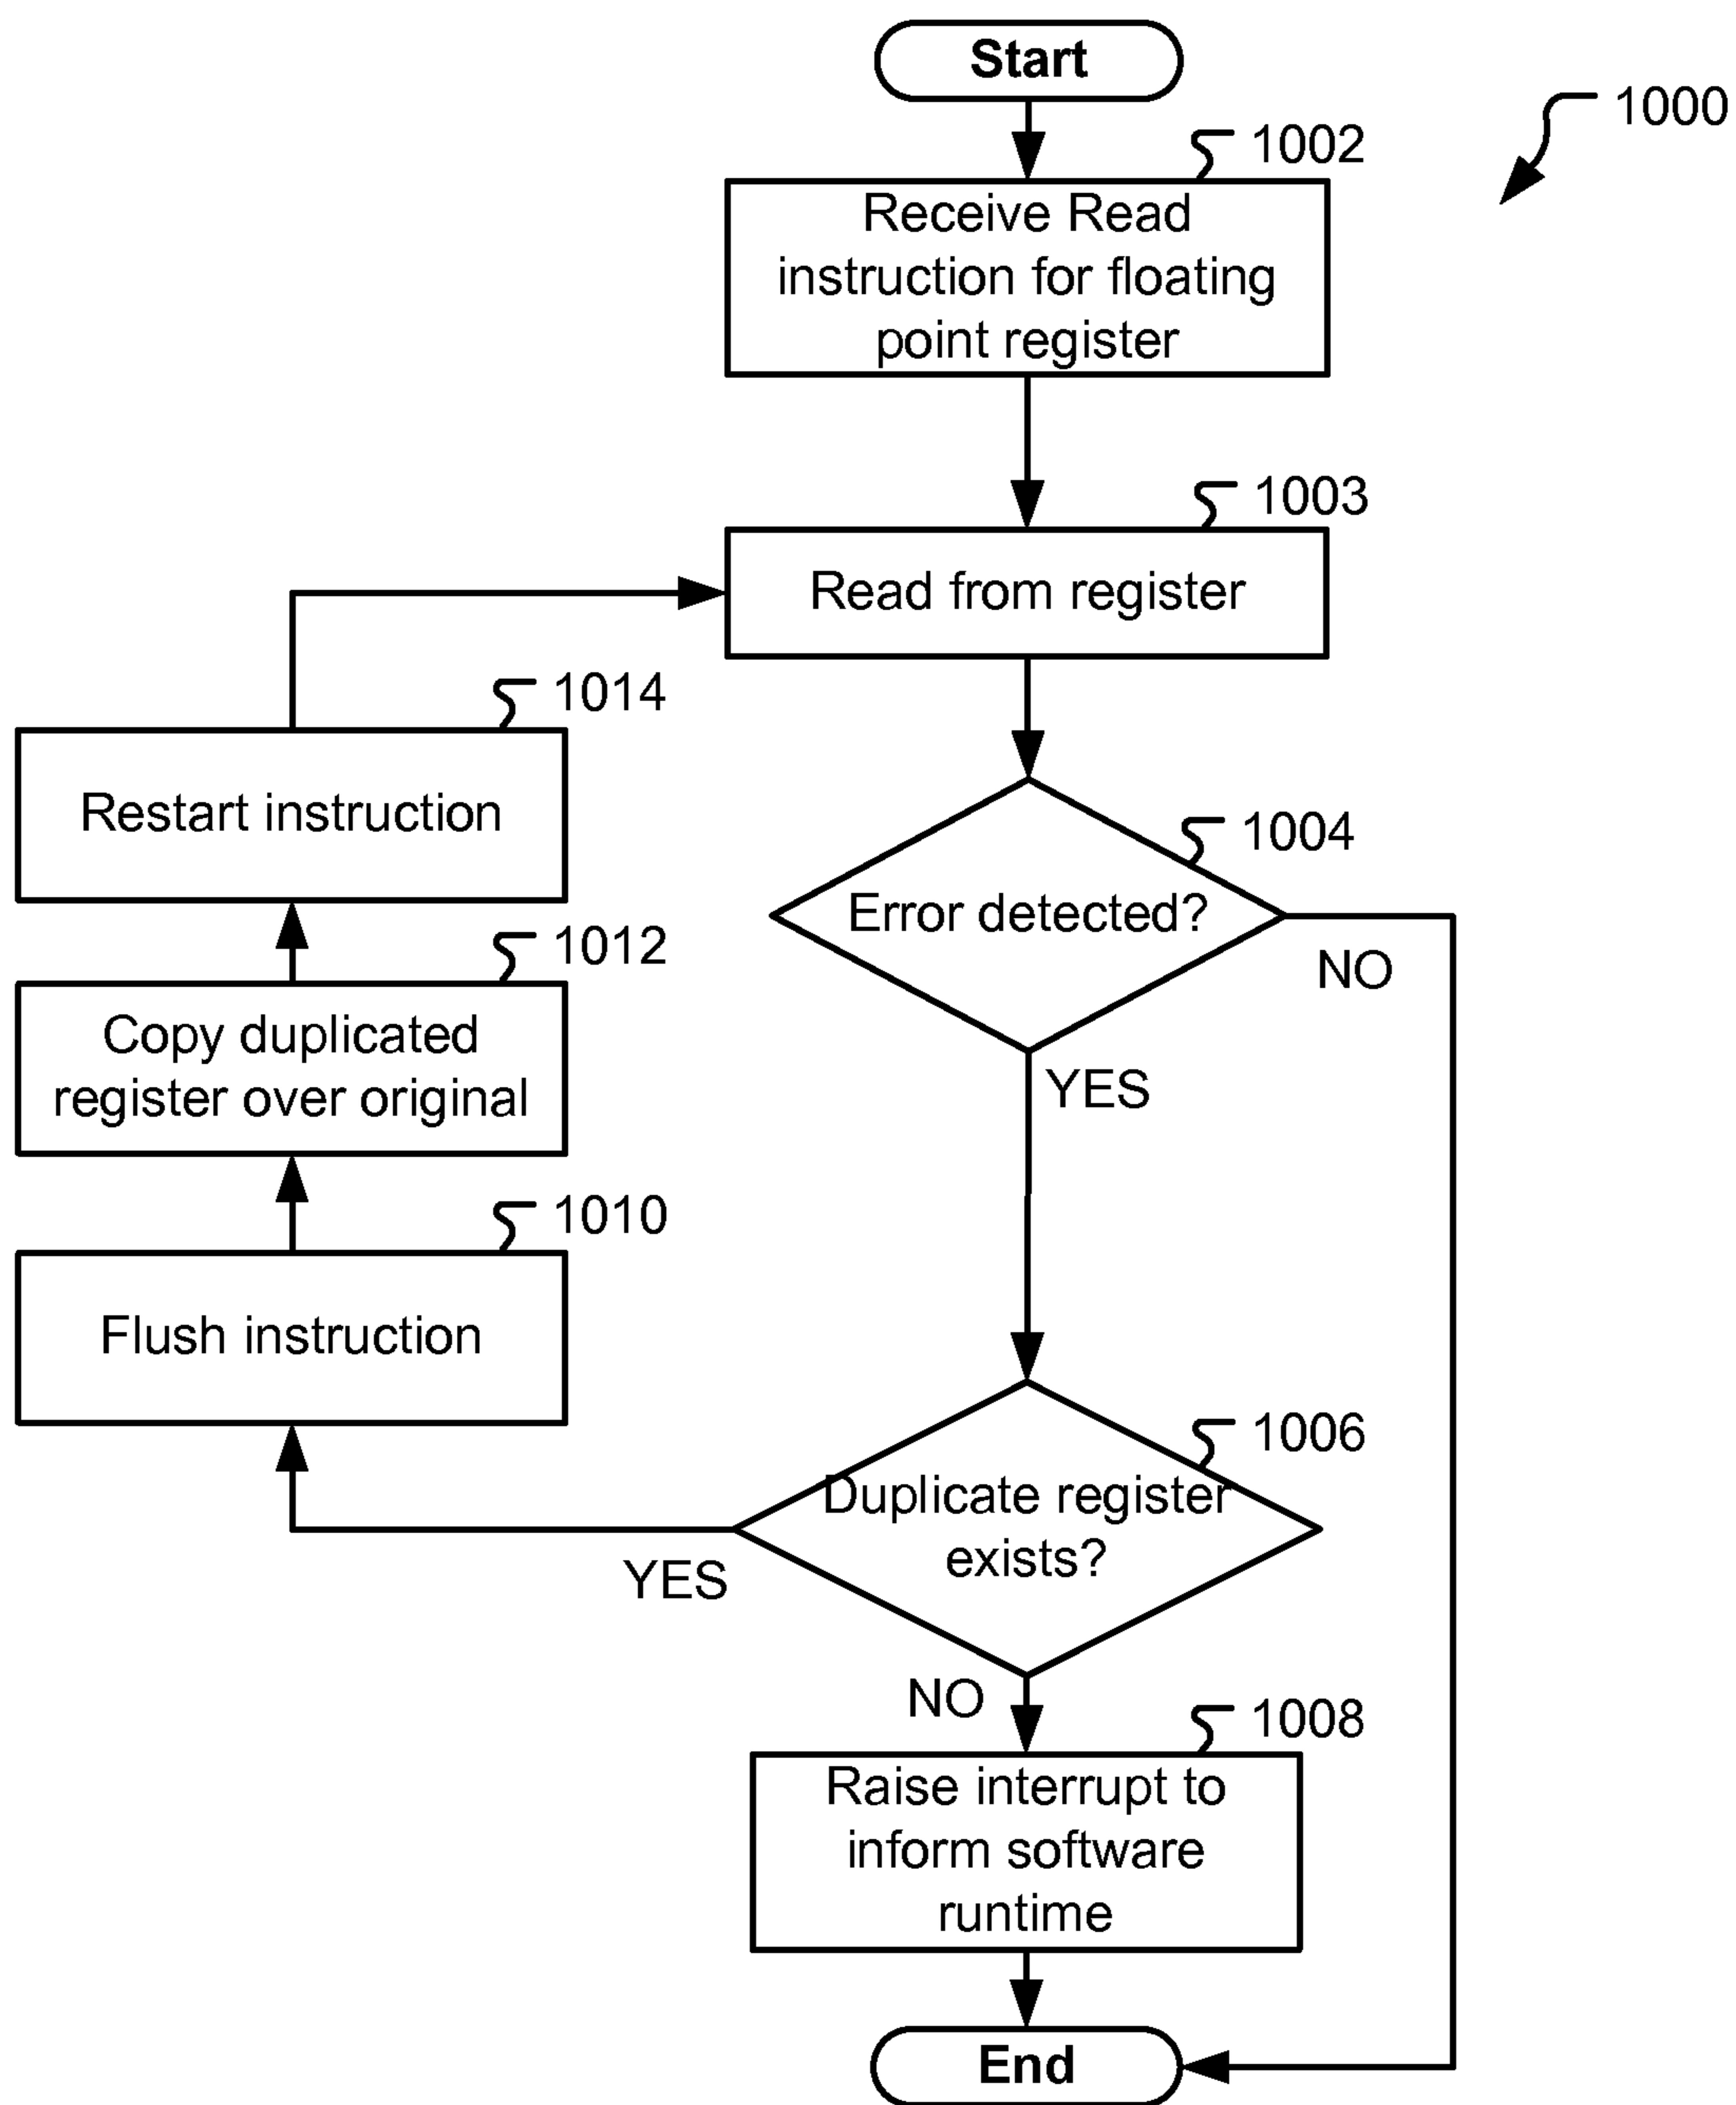 Start
1000
1002
Receive Read
instruction for floating
point register
1003
Read from register
1014
Restart instruction
1004
Error detected?
NO
1012
Copy duplicated
register over original
YES
1010
Flush instruction
1006
Duplicate register
exists?
YES
NO
1008
Raise interrupt to
inform software
runtime
End